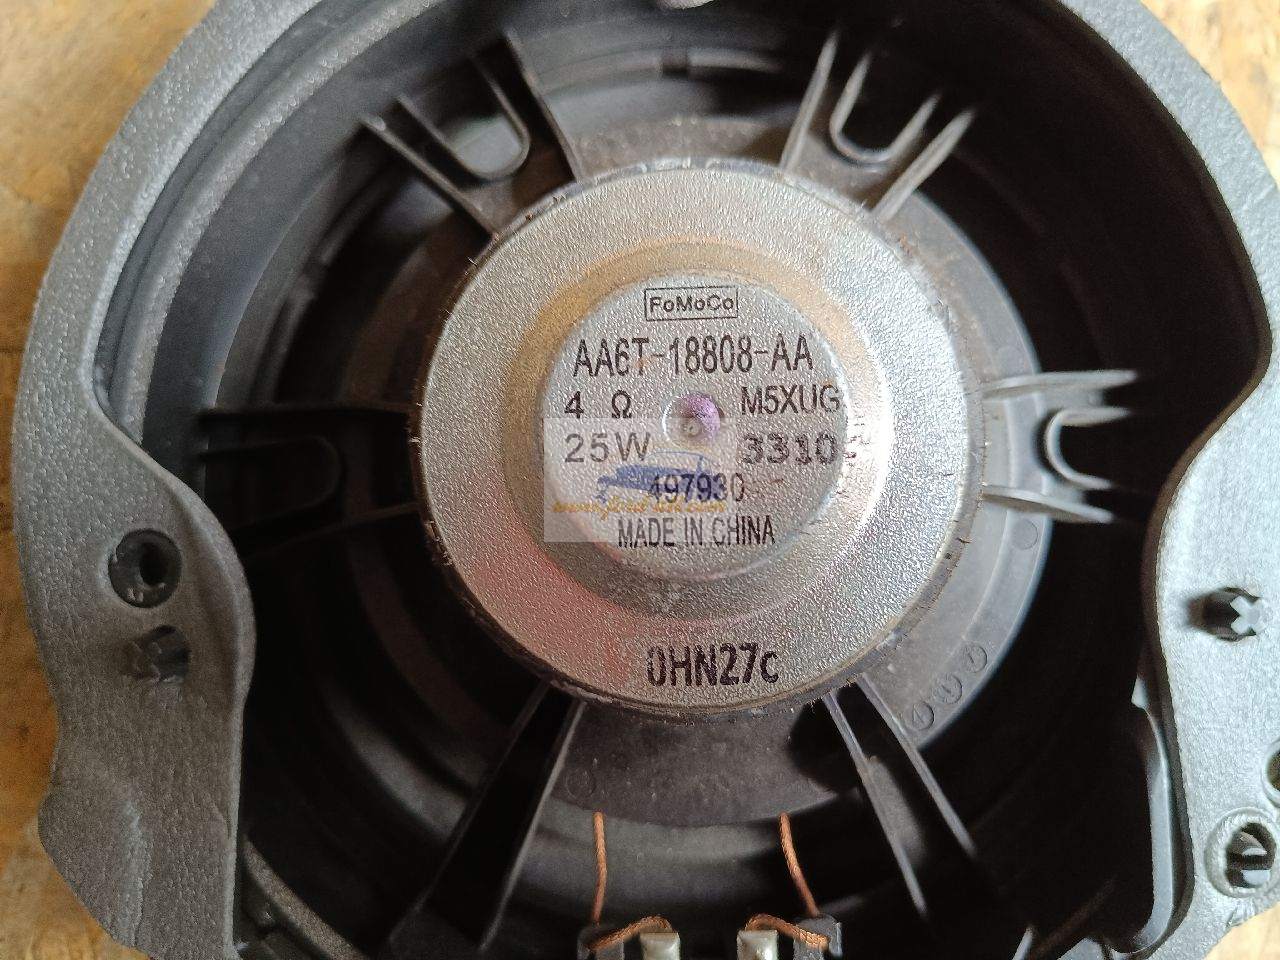 FoMoCo
AA6T-18808-AA
4 Ω M5XUG
25W 3310
497930
MADE IN CHINA
0HN27c